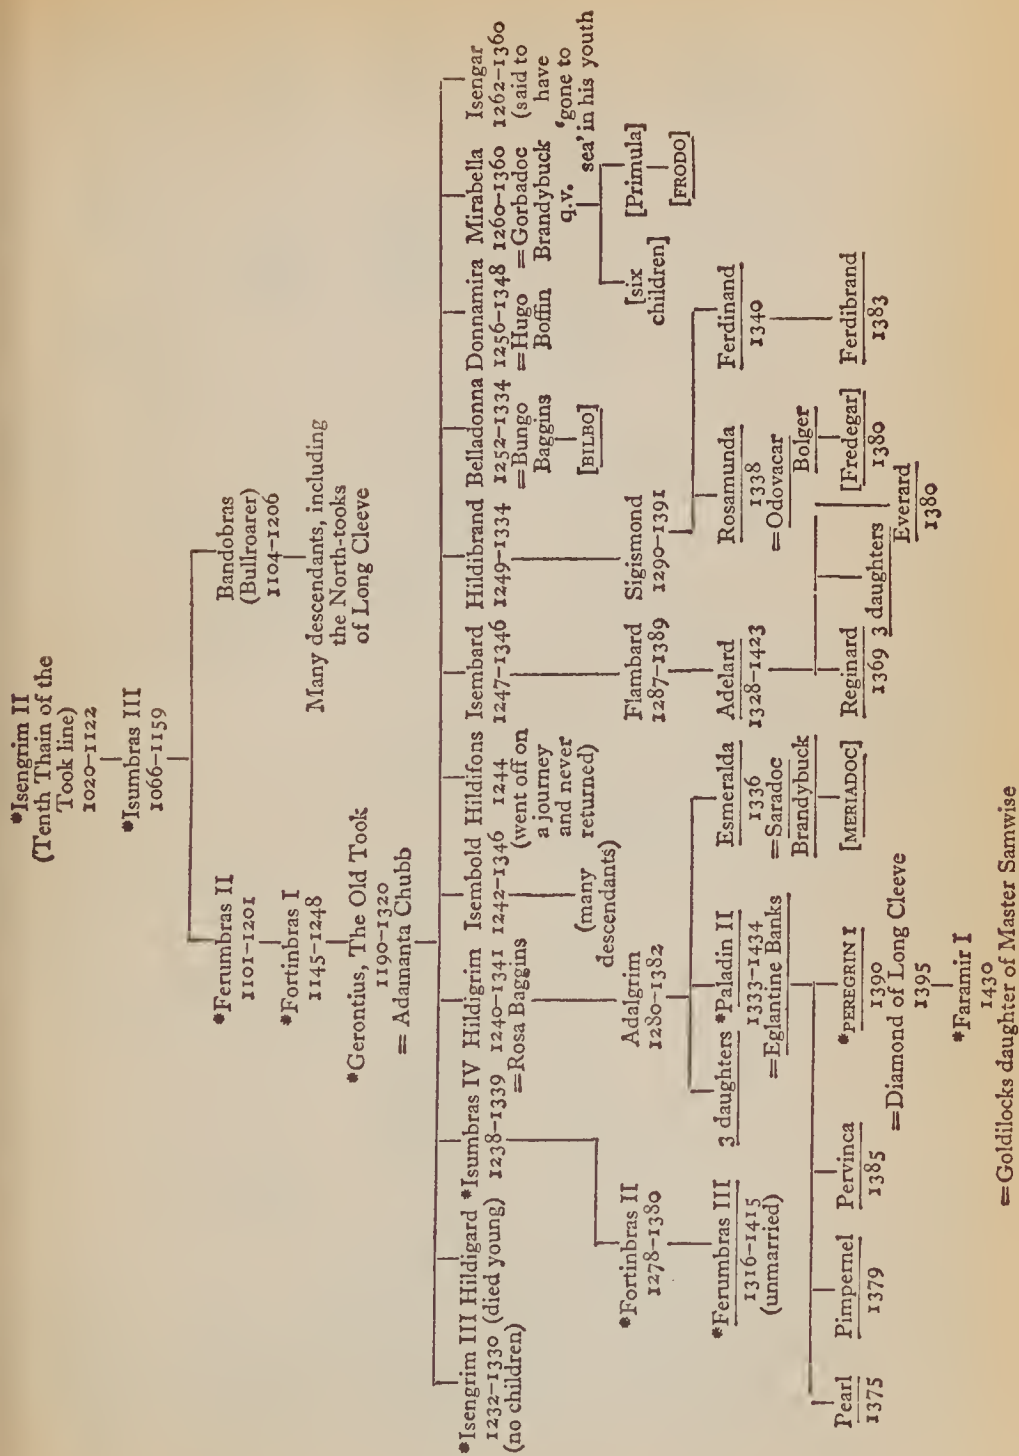 *Isengrim II
(Tenth Thain of the
Took line)
1020–1122
*Isumbras III
1066–1159
*Ferumbras II
1101–1201
Bandobras
(Bullroarer)
1104–1206
*Fortinbras I
1145–1248
Many descendants, including
the North-tooks
of Long Cleeve
*Gerontius, The Old Took
1190–1320
= Adamanta Chubb
*Isengrim III
1232–1330
(no children)
Hildigard
(died young)
*Isumbras IV
1238–1339
Hildigrim
1240–1341
=Rosa Baggins
Isembold
1242–1346
(many
descendants)
Hildifons
1244
(went off on
a journey
and never
returned)
Isembard
1247–1346
Hildibrand
1249–1334
Belladonna
1252–1334
=Bungo
Baggins
[BILBO]
Donnamira
1256–1348
=Hugo
Boffin
Mirabella
1260–1360
=Gorbadoc
Brandybuck
q.v.
Isengar
1262–1360
(said to
have
‘gone to
sea’ in his youth
[six
children]
[Primula]
[FRODO]
*Fortinbras II
1278–1380
Adalgrim
1280–1382
Flambard
1287–1389
Sigismond
1290–1391
*Ferumbras III
1316–1415
(unmarried)
3 daughters
*Paladin II
1333–1434
=Eglantine Banks
Esmeralda
1336
=Saradoc
Brandybuck
[MERIADOC]
Adelard
1328–1423
Rosamunda
1338
=Odovacar
Bolger
[Fredegar]
1380
Ferdinand
1340
Ferdibrand
1383
Pearl
1375
Pimpernel
1379
Pervinca
1385
*PEREGRIN I
1390
=Diamond of Long Cleeve
1395
Reginard
1369
3 daughters
Everard
1380
*Faramir I
1430
=Goldilocks daughter of Master Samwise